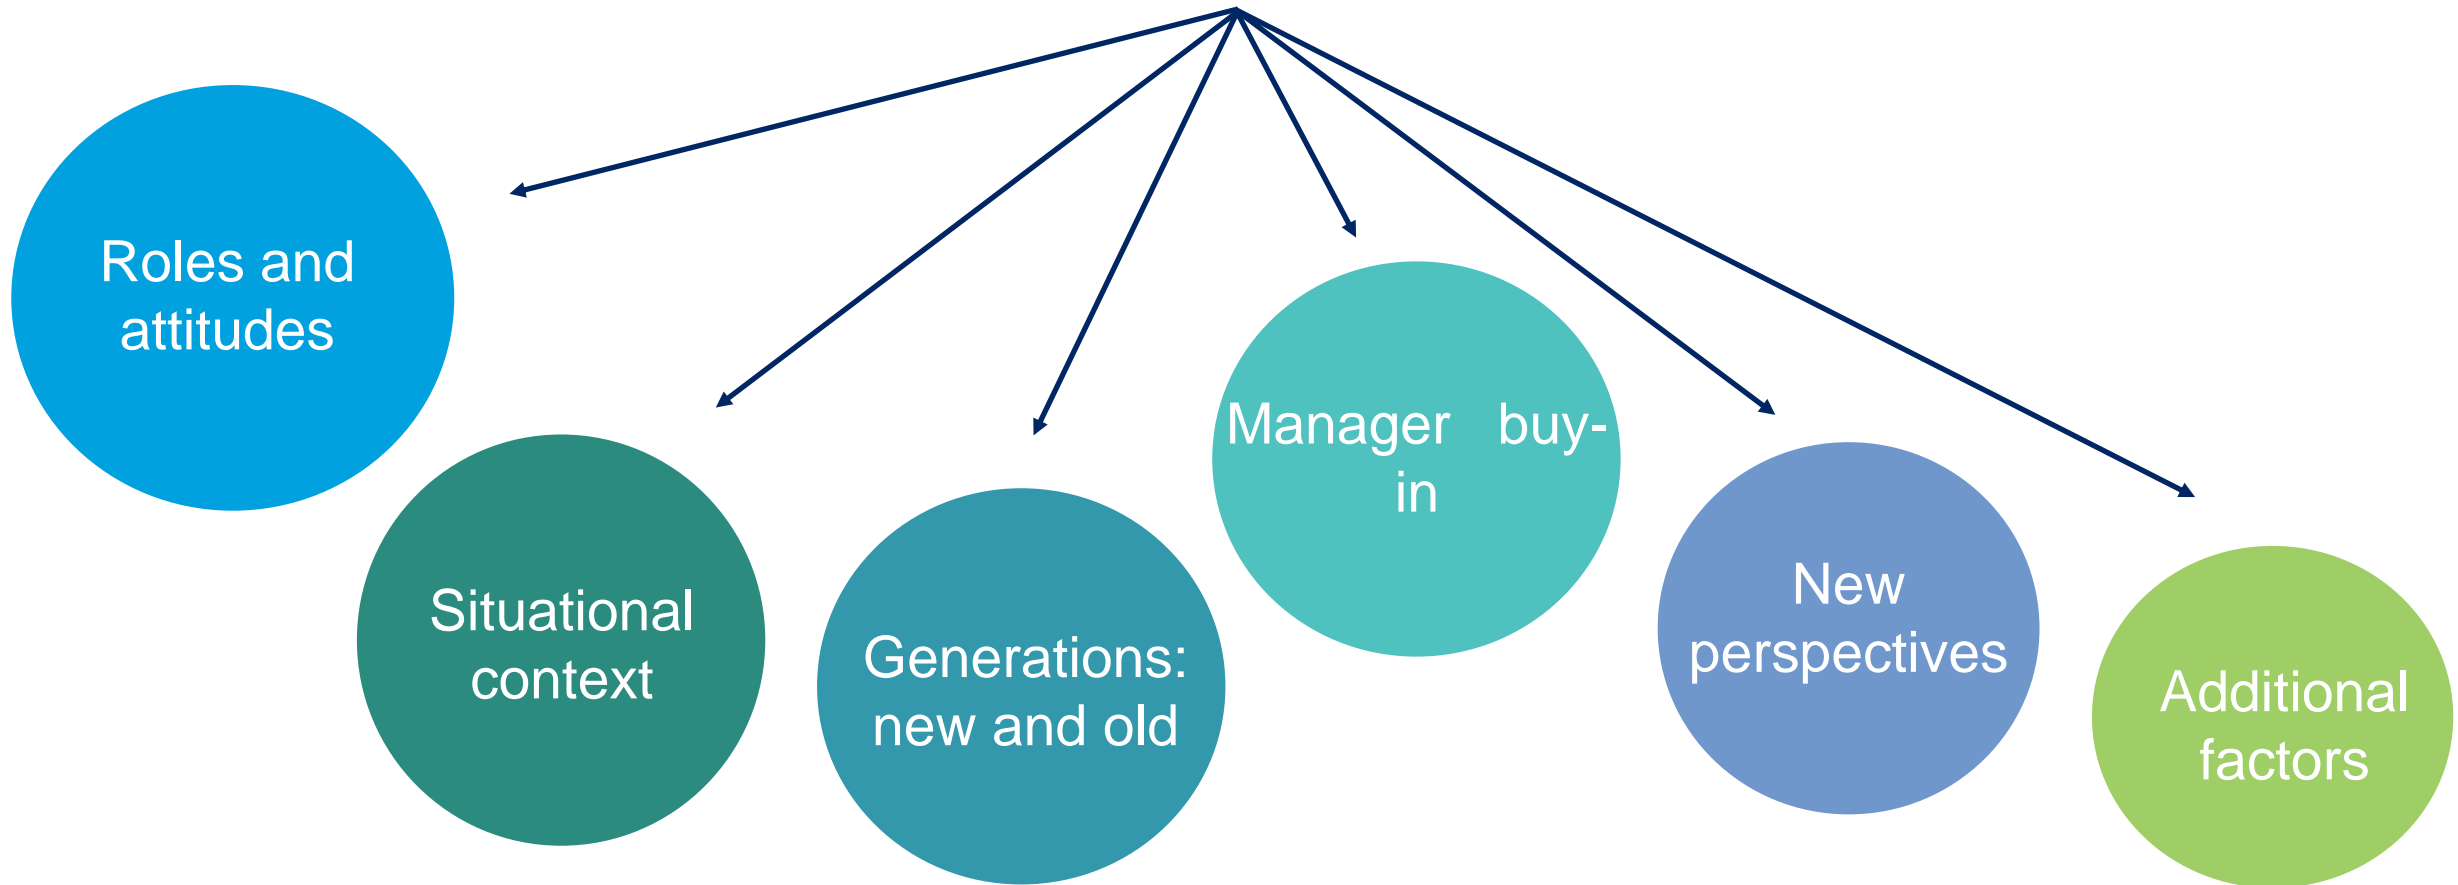 Roles and
attitudes
Situational
context
Generations:
new and old
Manager buy-
in
New
perspectives
Additional
factors